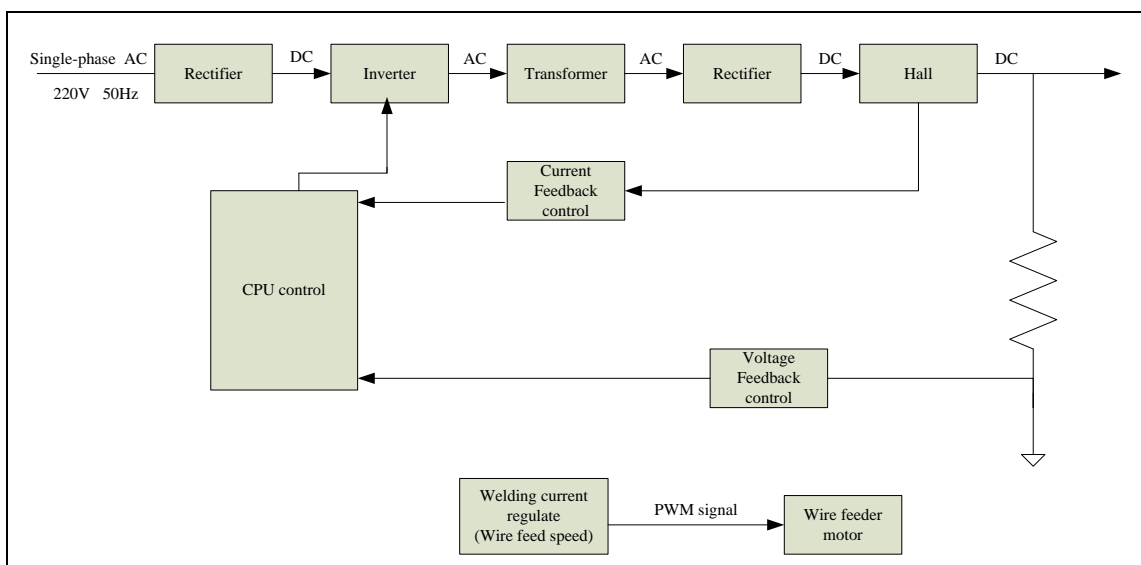 Single-phase AC
220V 50Hz
Rectifier
DC
Inverter
AC
Transformer
AC
Rectifier
DC
Hall
DC
Current
Feedback
control
CPU control
Voltage
Feedback
control
Welding current
regulate
(Wire feed speed)
PWM signal
Wire feeder
motor